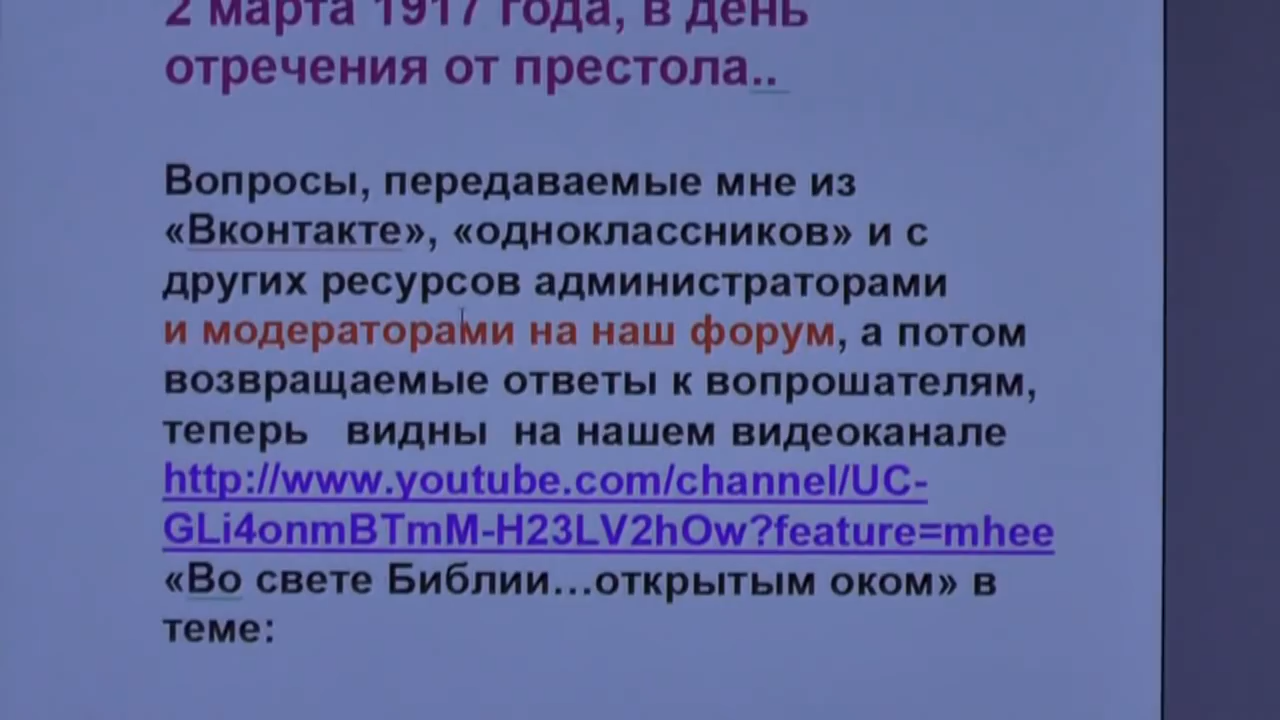 2 марта 1917 года, в день
отречения от престола..
Вопросы, передаваемые мне из
«Вконтакте», «одноклассников» и с
других ресурсов администраторами
и модераторами на наш форум, а потом
возвращаемые ответы к вопрошателям,
теперь видны на нашем видеоканале
http://www.youtube.com/channel/UC-
GLi4onmBTmM-H23LV2hOw?feature=mhee
«Во свете Библии...открытым оком» в
теме: